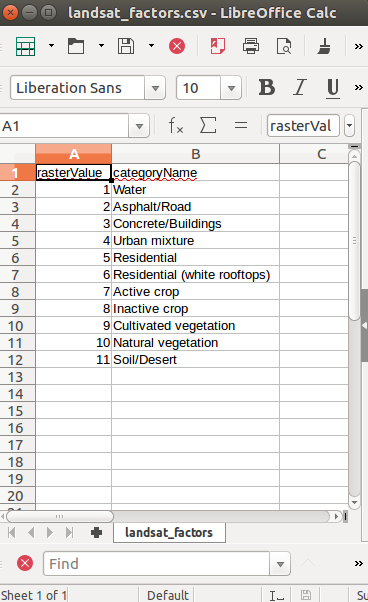 landsat_factors.csv - LibreOffice Calc
»
Liberation Sans 10 B I U »
A1 fx Σ = rasterVal
A B C
1 rasterValue categoryName
2 1 Water
3 2 Asphalt/Road
4 3 Concrete/Buildings
5 4 Urban mixture
6 5 Residential
7 6 Residential (white rooftops)
8 7 Active crop
9 8 Inactive crop
10 9 Cultivated vegetation
11 10 Natural vegetation
12 11 Soil/Desert
13
14
15
16
17
18
19
20
landsat_factors
Find »
Sheet 1 of 1 Default Su